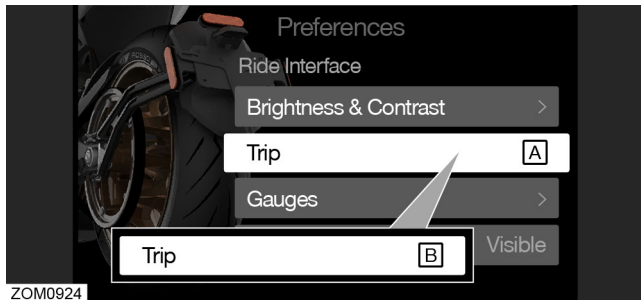 Preferences
Ride Interface
Brightness & Contrast >
Trip A
Gauges >
Visible
Trip B
ZOM0924